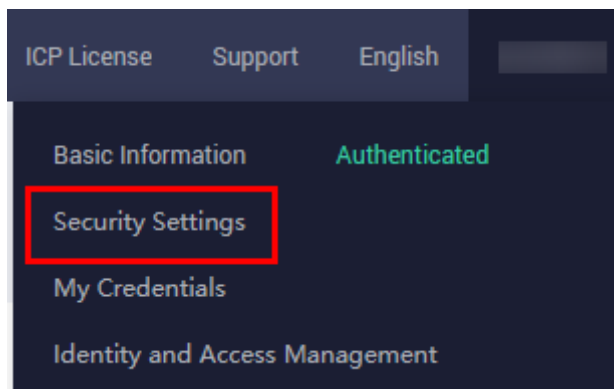 ICP License Support English
Basic Information Authenticated
Security Settings
My Credentials
Identity and Access Management